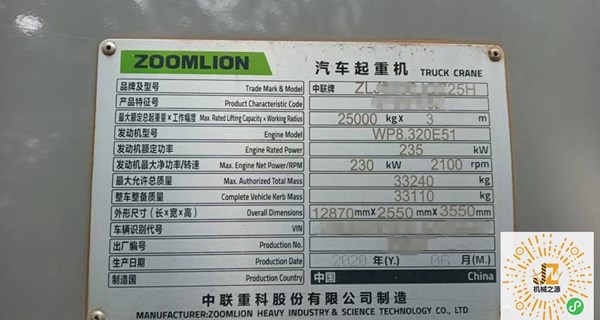 ZOOMLION 汽车起重机 TRUCK CRANE
品牌及型号 Trade Mark & Model 中联牌 25H
产品特征号 Product Characteristic Code
最大额定总起重量×工作幅度 Max. Rated Lifting Capacity × Working Radius 25000 kg x 3 m
发动机型号 Engine Model WP8.320E51
发动机额定功率 Engine Rated Power 235 kW
发动机最大净功率/转速 Max. Engine Net Power/RPM 230 kW 2100 rpm
最大允许总质量 Max. Authorized Total Mass 33240 kg
整车整备质量 Complete Vehicle Kerb Mass 33110 kg
外形尺寸（长×宽×高） Overall Dimensions 12870 mm x 2550 mm x 3550 mm
车辆识别代号 VIN
出厂编号 Production No.
生产日期 Production Date 2020 年(Y.) 06 月(M.)
制造国 Production Country 中国 China
中联重科股份有限公司制造
MANUFACTURER:ZOOMLION HEAVY INDUSTRY & SCIENCE TECHNOLOGY CO., LTD
机械之源